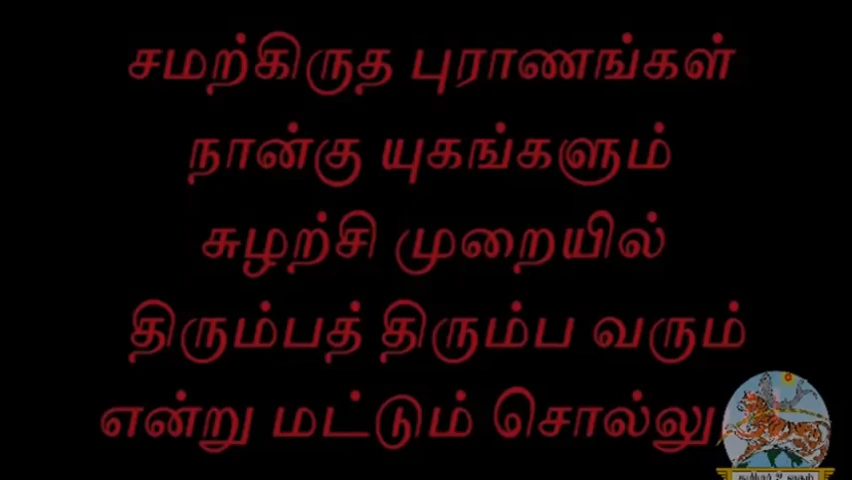 சமற்கிருத புராணங்கள்
நான்கு யுகங்களும்
சுழற்சி முறையில்
திரும்பத் திரும்ப வரும்
என்று மட்டும்